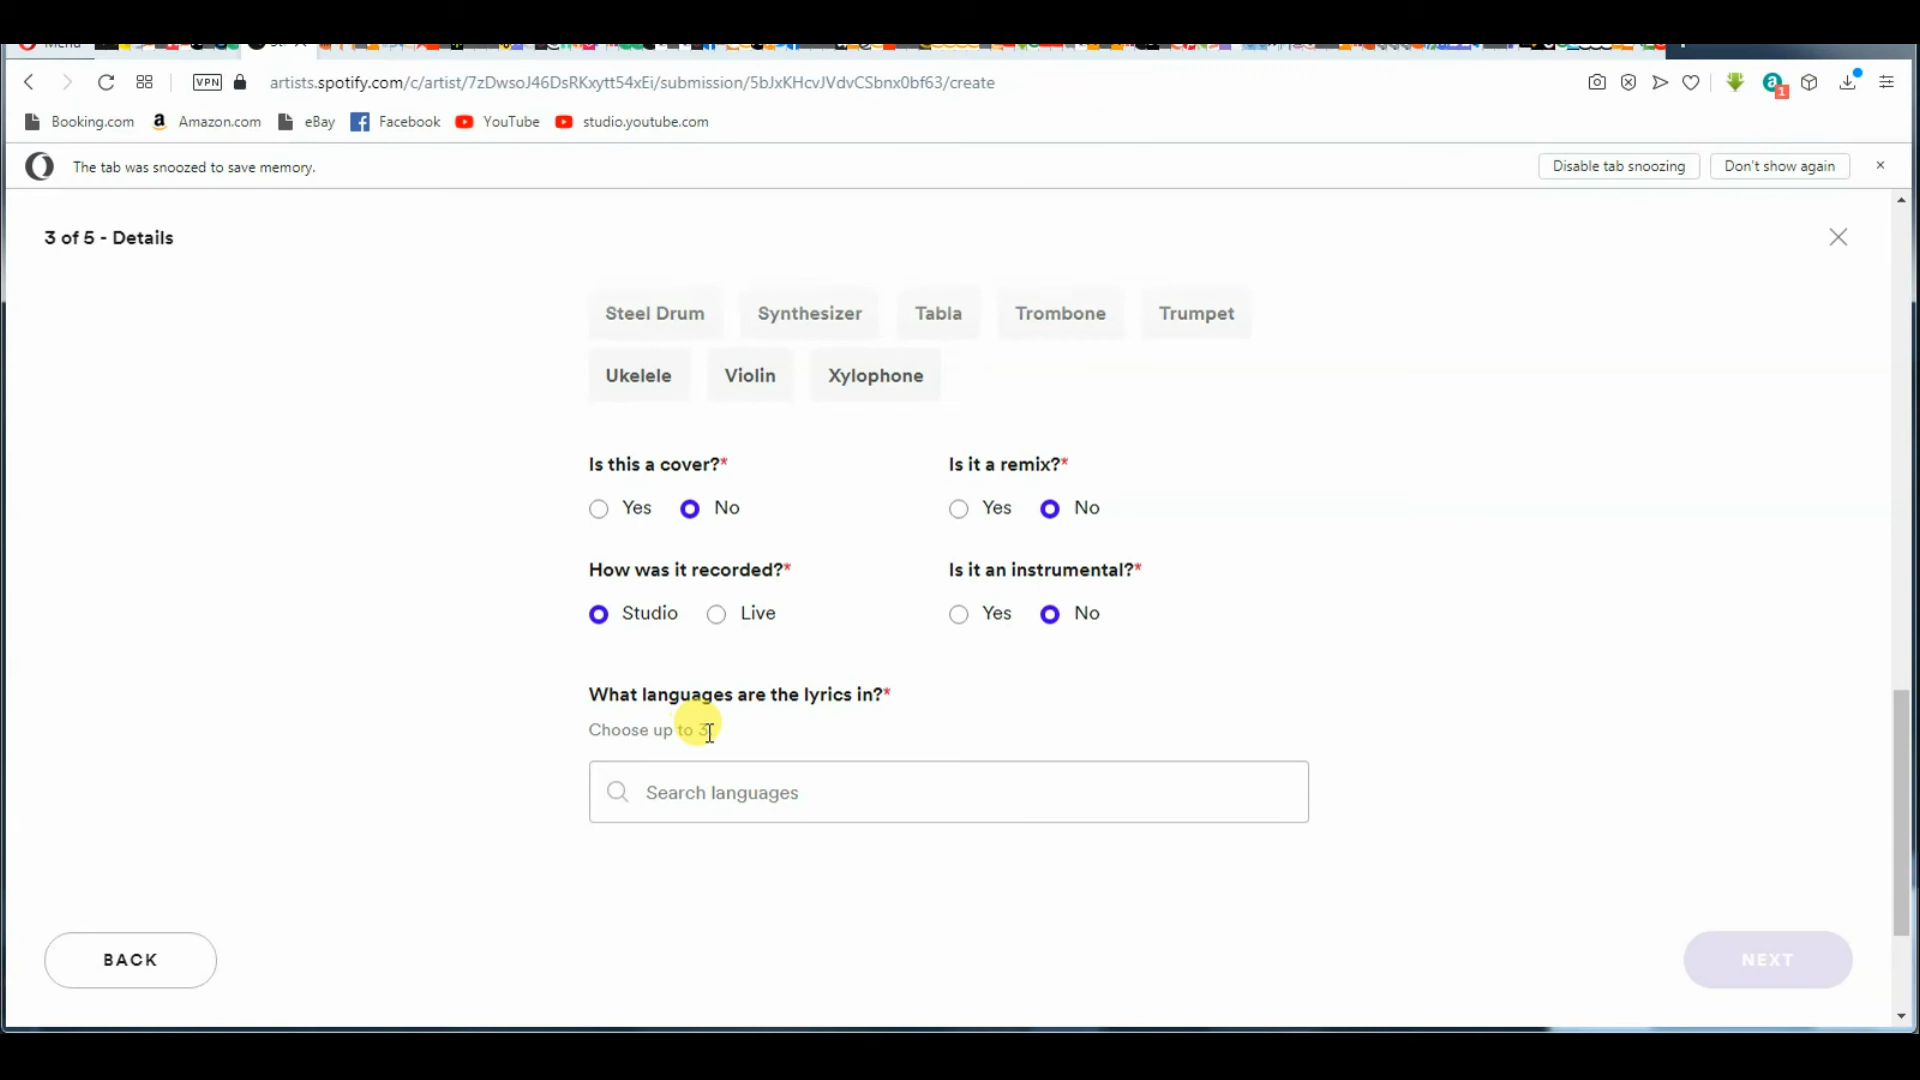 Menu
VPN
artists.spotify.com/c/artist/7zDwsoJ46DsRKxytt54xEi/submission/5bJxKHcvJVdvCSbnx0bf63/create
1
Booking.com Amazon.com eBay Facebook YouTube studio.youtube.com
The tab was snoozed to save memory. Disable tab snoozing Don't show again
3 of 5 - Details
Steel Drum Synthesizer Tabla Trombone Trumpet
Ukelele Violin Xylophone
Is this a cover?* Is it a remix?*
Yes No Yes No
How was it recorded?* Is it an instrumental?*
Studio Live Yes No
What languages are the lyrics in?*
Choose up to 3
Search languages
BACK NEXT